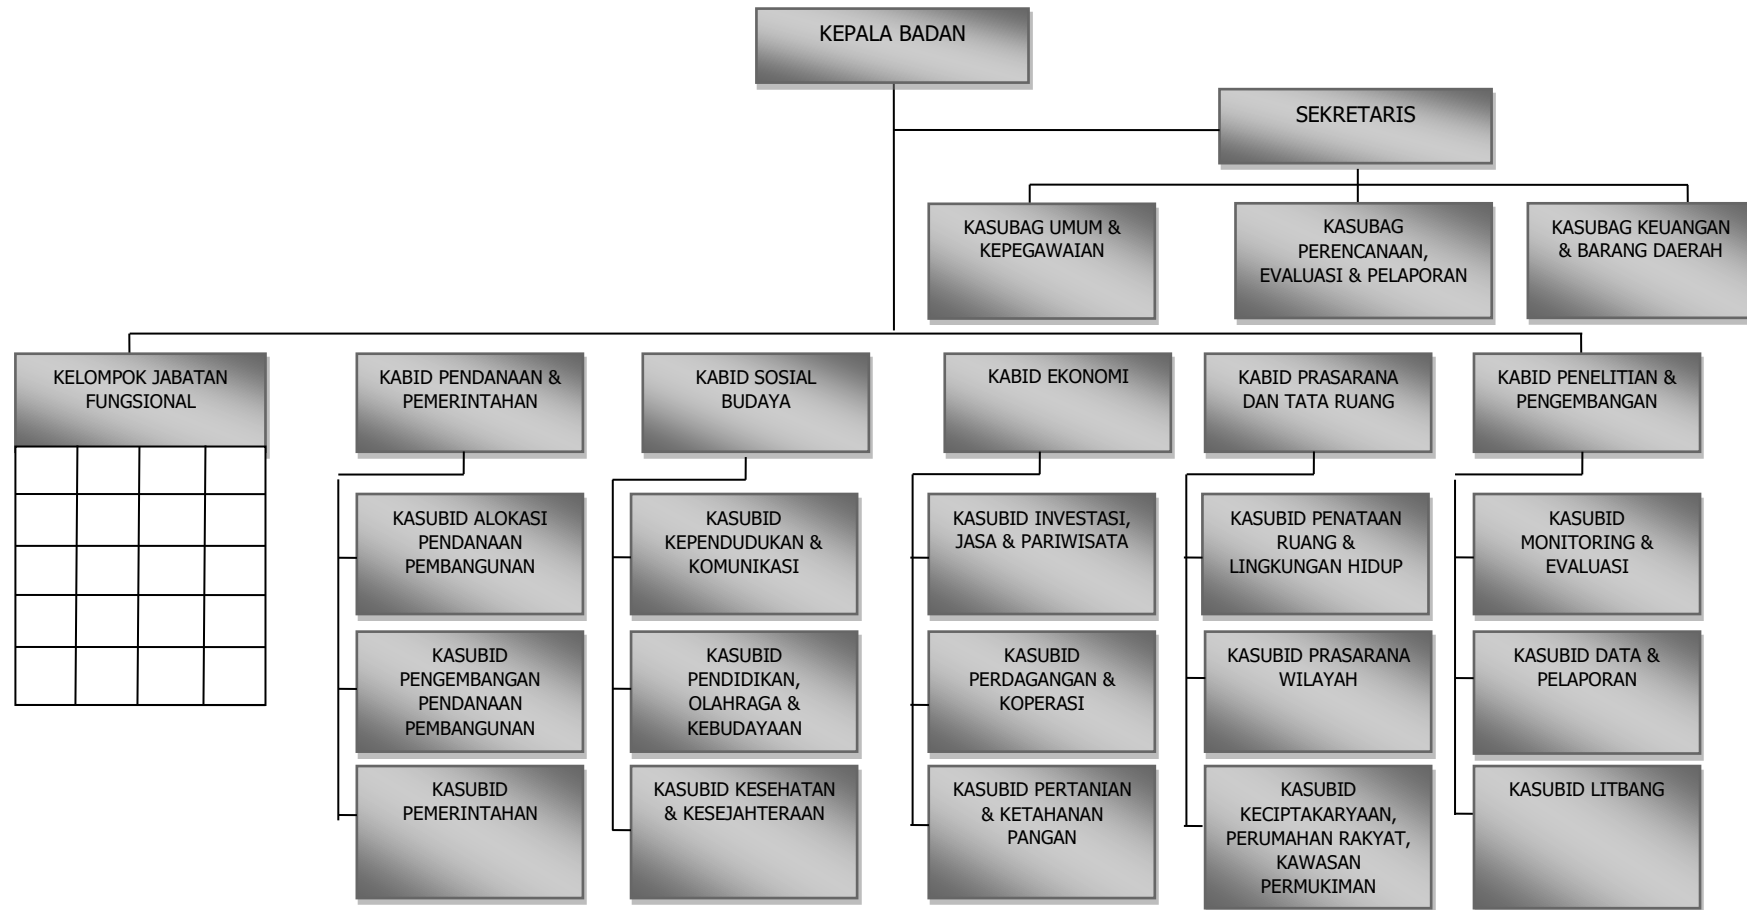 KEPALA BADAN
SEKRETARIS
KASUBAG UMUM &
KEPEGAWAIAN
KASUBAG
PERENCANAAN,
EVALUASI & PELAPORAN
KASUBAG KEUANGAN
& BARANG DAERAH
KELOMPOK JABATAN
FUNGSIONAL
KABID PENDANAAN &
PEMERINTAHAN
KABID SOSIAL
BUDAYA
KABID EKONOMI
KABID PRASARANA
DAN TATA RUANG
KABID PENELITIAN &
PENGEMBANGAN
KASUBID ALOKASI
PENDANAAN
PEMBANGUNAN
KASUBID
KEPENDUDUKAN &
KOMUNIKASI
KASUBID INVESTASI,
JASA & PARIWISATA
KASUBID PENATAAN
RUANG &
LINGKUNGAN HIDUP
KASUBID
MONITORING &
EVALUASI
KASUBID
PENGEMBANGAN
PENDANAAN
PEMBANGUNAN
KASUBID
PENDIDIKAN,
OLAHRAGA &
KEBUDAYAAN
KASUBID
PERDAGANGAN &
KOPERASI
KASUBID PRASARANA
WILAYAH
KASUBID DATA &
PELAPORAN
KASUBID
PEMERINTAHAN
KASUBID KESEHATAN
& KESEJAHTERAAN
KASUBID PERTANIAN
& KETAHANAN
PANGAN
KASUBID
KECIPTAKARYAAN,
PERUMAHAN RAKYAT,
KAWASAN
PERMUKIMAN
KASUBID LITBANG